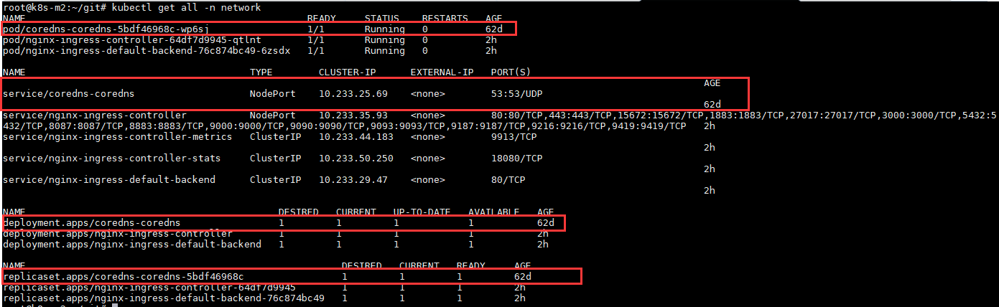 root@k8s-m2:~/git# kubectl get all -n network
NAME READY STATUS RESTARTS AGE
pod/coredns-coredns-5bdf46968c-wp6sj 1/1 Running 0 62d
pod/nginx-ingress-controller-64df7d9945-qtlnt 1/1 Running 0 2h
pod/nginx-ingress-default-backend-76c874bc49-6zsdx 1/1 Running 0 2h
NAME TYPE CLUSTER-IP EXTERNAL-IP PORT(S)
AGE
service/coredns-coredns NodePort 10.233.25.69 <none> 53:53/UDP
62d
service/nginx-ingress-controller NodePort 10.233.35.93 <none> 80:80/TCP,443:443/TCP,15672:15672/TCP,1883:1883/TCP,27017:27017/TCP,3000:3000/TCP,5432:5
432/TCP,8087:8087/TCP,8883:8883/TCP,9000:9000/TCP,9090:9090/TCP,9093:9093/TCP,9187:9187/TCP,9216:9216/TCP,9419:9419/TCP 2h
service/nginx-ingress-controller-metrics ClusterIP 10.233.44.183 <none> 9913/TCP
2h
service/nginx-ingress-controller-stats ClusterIP 10.233.50.250 <none> 18080/TCP
2h
service/nginx-ingress-default-backend ClusterIP 10.233.29.47 <none> 80/TCP
2h
NAME DESIRED CURRENT UP-TO-DATE AVAILABLE AGE
deployment.apps/coredns-coredns 1 1 1 1 62d
deployment.apps/nginx-ingress-controller 1 1 1 1 2h
deployment.apps/nginx-ingress-default-backend 1 1 1 1 2h
NAME DESIRED CURRENT READY AGE
replicaset.apps/coredns-coredns-5bdf46968c 1 1 1 62d
replicaset.apps/nginx-ingress-controller-64df7d9945 1 1 1 2h
replicaset.apps/nginx-ingress-default-backend-76c874bc49 1 1 1 2h
root@k8s-m2:~/git#